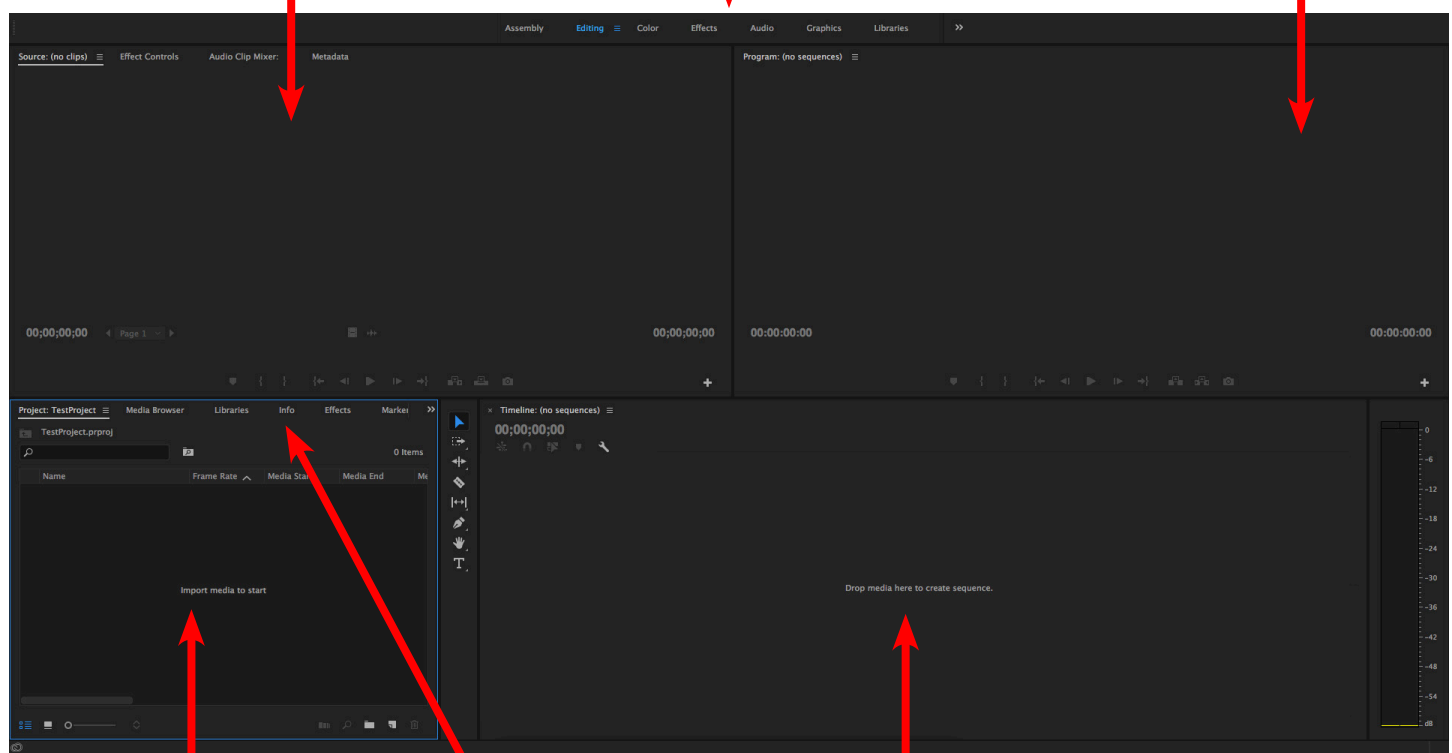 Assembly Editing Color Effects Audio Graphics Libraries
Source: (no clips) Effect Controls Audio Clip Mixer: Metadata
Program: (no sequences)
00;00;00;00 Page 1 00;00;00;00
00:00:00:00 00:00:00:00
Project: TestProject Media Browser Libraries Info Effects Marker
TestProject.prproj
0 Items
Name Frame Rate Media Star Media End Me
Import media to start
T
× Timeline: (no sequences)
00;00;00;00
Drop media here to create sequence.
0
-6
-12
-18
-24
-30
-36
-42
-48
-54
dB